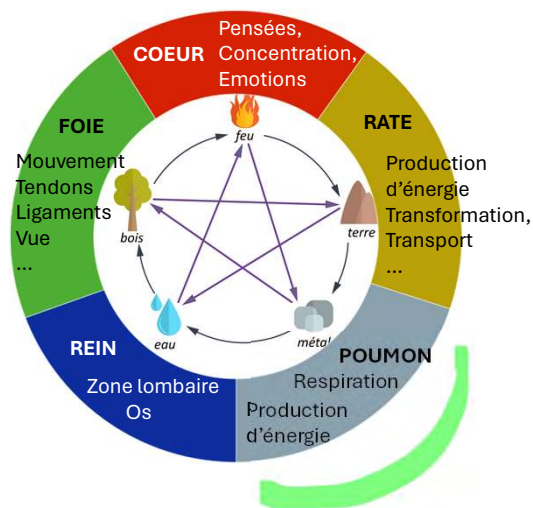 COEUR
Pensées,
Concentration,
Emotions
FOIE
Mouvement
Tendons
Ligaments
Vue
...
RATE
Production
d'énergie
Transformation,
Transport
...
feu
bois
terre
eau
métal
REIN
Zone lombaire
Os
POUMON
Respiration
Production
d'énergie